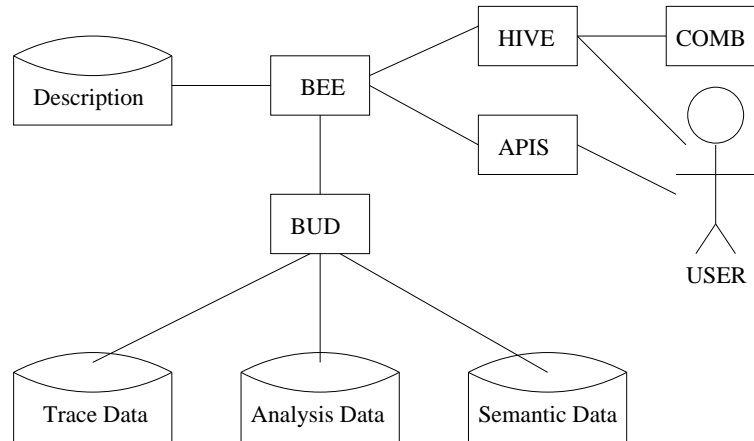 HIVE
COMB
Description
BEE
APIS
BUD
USER
Trace Data
Analysis Data
Semantic Data